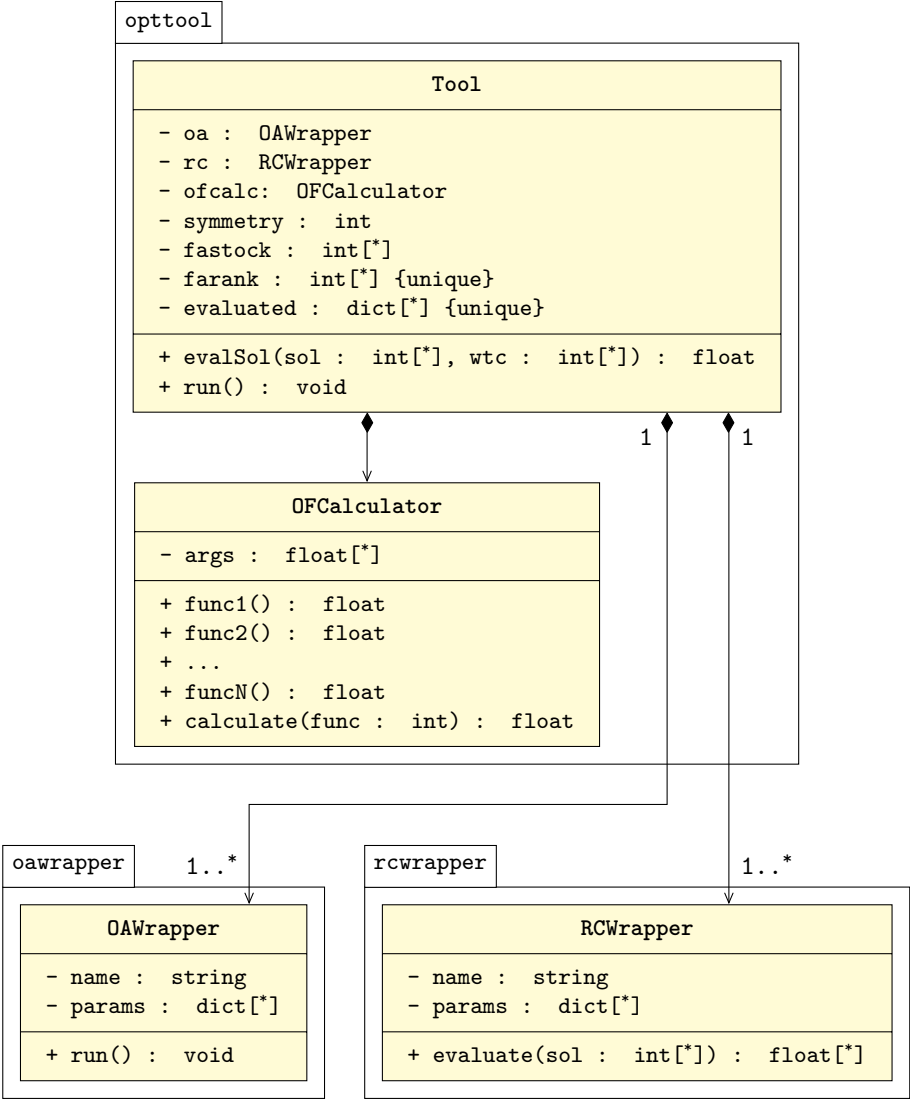 opttool
Tool
- oa : OAWrapper
- rc : RCWrapper
- ofcalc: OFCalculator
- symmetry : int
- fastock : int[*]
- farank : int[*] {unique}
- evaluated : dict[*] {unique}
+ evalSol(sol : int[*], wtc : int[*]) : float
+ run() : void
1
1
OFCalculator
- args : float[*]
+ func1() : float
+ func2() : float
+ ...
+ funcN() : float
+ calculate(func : int) : float
oawrapper
1..*
OAWrapper
- name : string
- params : dict[*]
+ run() : void
rcwrapper
1..*
RCWrapper
- name : string
- params : dict[*]
+ evaluate(sol : int[*]) : float[*]